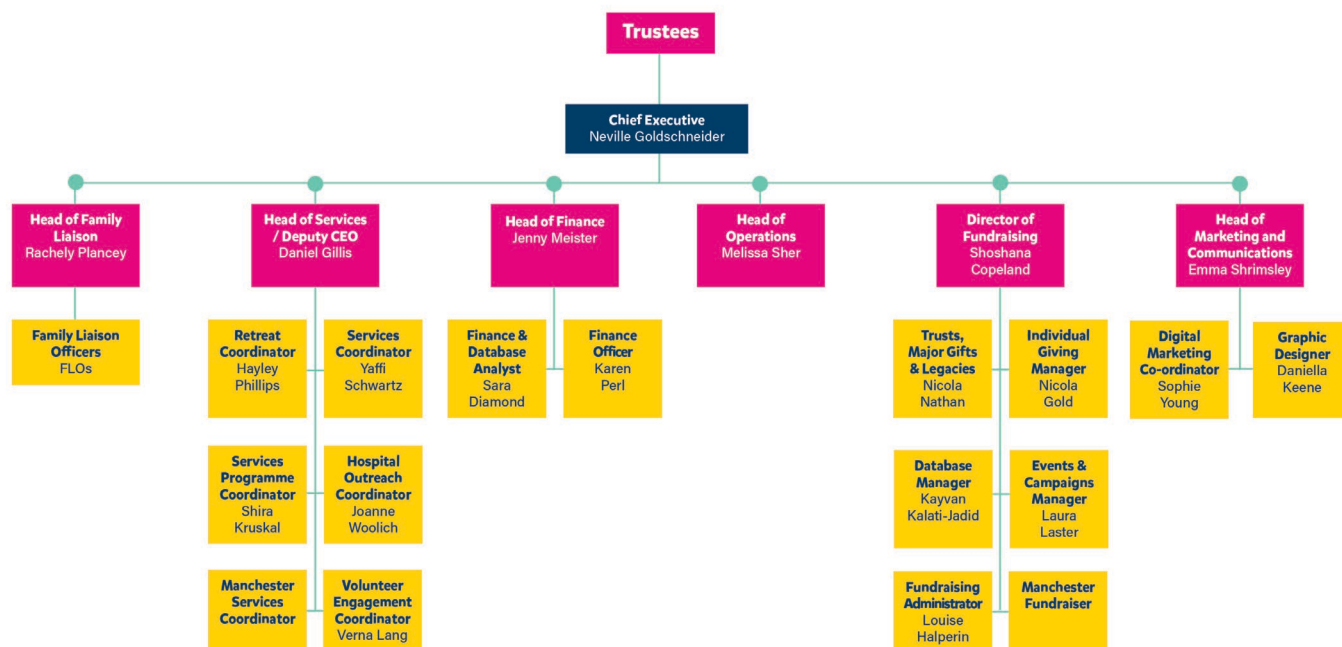 Trustees
Chief Executive
Neville Goldschneider
Head of Family
Liaison
Rachely Plancey
Head of Services
/ Deputy CEO
Daniel Gillis
Head of Finance
Jenny Meister
Head of
Operations
Melissa Sher
Director of
Fundraising
Shoshana
Copeland
Head of
Marketing and
Communications
Emma Shrimsley
Family Liaison
Officers
FLOs
Retreat
Coordinator
Hayley
Phillips
Services
Coordinator
Yaffi
Schwartz
Finance &
Database
Analyst
Sara
Diamond
Finance
Officer
Karen
Perl
Trusts,
Major Gifts
& Legacies
Nicola
Nathan
Individual
Giving
Manager
Nicola
Gold
Digital
Marketing
Co-ordinator
Sophie
Young
Graphic
Designer
Daniella
Keene
Services
Programme
Coordinator
Shira
Kruskal
Hospital
Outreach
Coordinator
Joanne
Woolich
Database
Manager
Kayvan
Kalati-Jadid
Events &
Campaigns
Manager
Laura
Laster
Manchester
Services
Coordinator
Volunteer
Engagement
Coordinator
Verna Lang
Fundraising
Administrator
Louise
Halperin
Manchester
Fundraiser